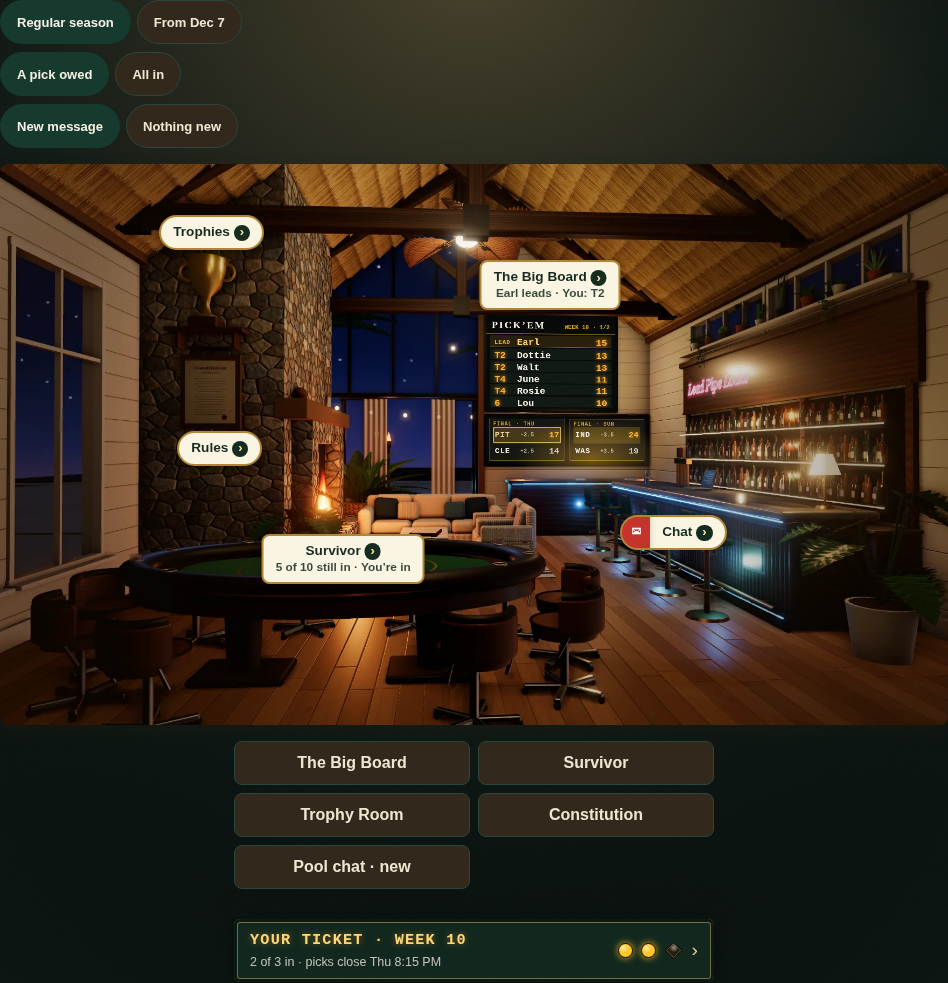 Regular season
From Dec 7
A pick owed
All in
New message
Nothing new
Trophies
The Big Board
Earl leads · You: T2
PICK’EM
WEEK 10 · 1/2
LEAD Earl 15
T2 Dottie 13
T2 Walt 13
T4 June 11
T4 Rosie 11
6 Lou 10
FINAL · THU
PIT -2.5 17
CLE +2.5 14
FINAL · SUN
IND -3.5 24
WAS +3.5 19
Rules
Chat
Survivor
5 of 10 still in · You’re in
The Big Board
Survivor
Trophy Room
Constitution
Pool chat · new
YOUR TICKET · WEEK 10
2 of 3 in · picks close Thu 8:15 PM